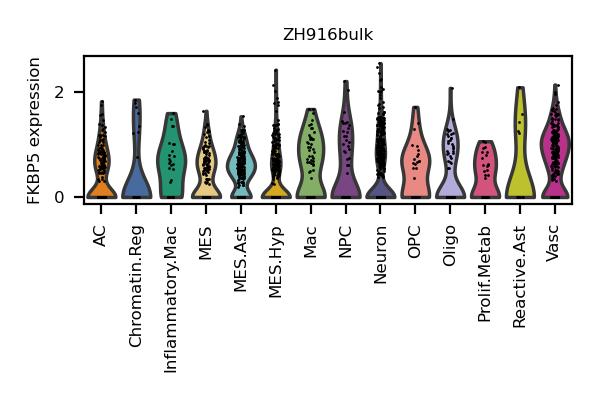 ZH916bulk
FKBP5 expression
2
0
AC
Chromatin.Reg
Inflammatory.Mac
MES
MES.Ast
MES.Hyp
Mac
NPC
Neuron
OPC
Oligo
Prolif.Metab
Reactive.Ast
Vasc